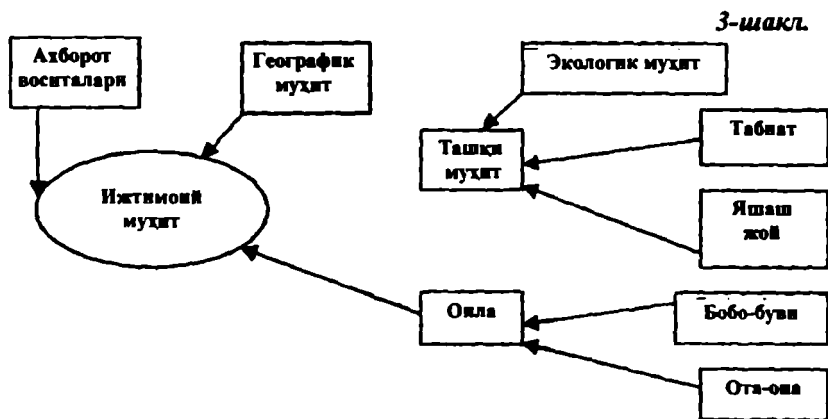 3-шакл.
Ахборот
воситалари
Географик
муҳит
Экологик муҳит
Табиат
Ташқи
муҳит
Ижтимоий
муҳит
Яшаш
жой
Оила
Бобо-буви
Ота-она